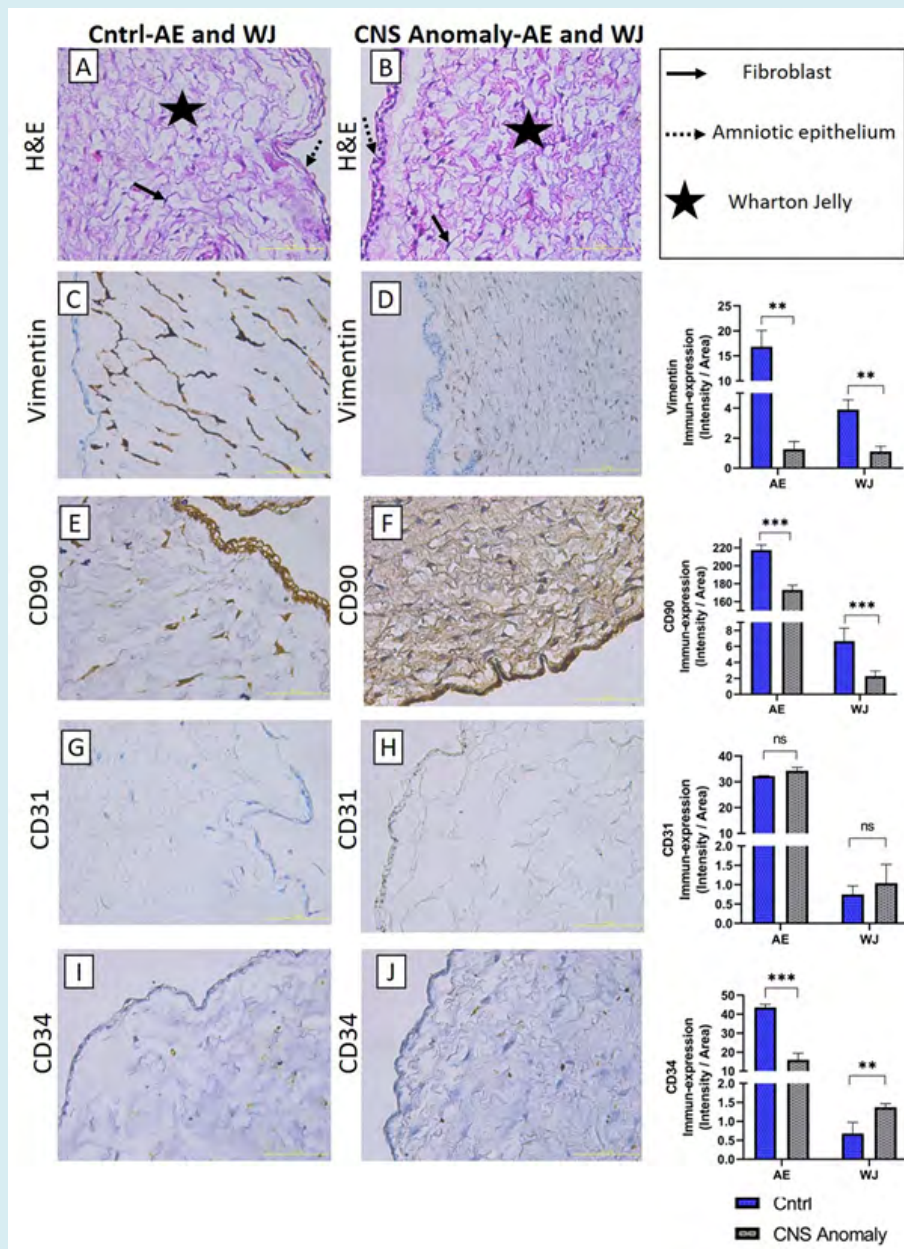 Cntrl-AE and WJ
CNS Anomaly-AE and WJ
H&E
A
H&E
B
Fibroblast
Amniotic epithelium
Wharton Jelly
Vimentin
C
Vimentin
D
Vimentin
Immun-expression
(Intensity / Area)
20
15
10
4
2
0
**
**
AE
WJ
CD90
E
CD90
F
CD90
Immun-expression
(Intensity / Area)
220
200
180
160
8
6
4
2
0
***
***
AE
WJ
CD31
G
CD31
H
CD31
Immun-expression
(Intensity / Area)
40
30
20
10
2.0
1.5
1.0
0.5
0.0
ns
ns
AE
WJ
CD34
I
CD34
J
CD34
Immun-expression
(Intensity / Area)
50
40
30
20
10
1.5
1.0
0.5
0.0
***
**
AE
WJ
Cntrl
CNS Anomaly